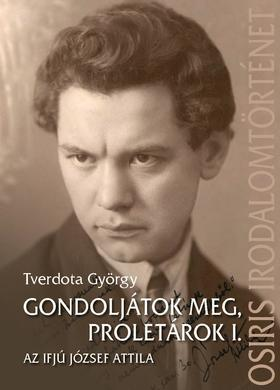 OSIRIS IRODALOMTÖRTÉNET
Tverdota György
GONDOLJÁTOK MEG,
PROLETÁROK I.
AZ IFJÚ JÓZSEF ATTILA